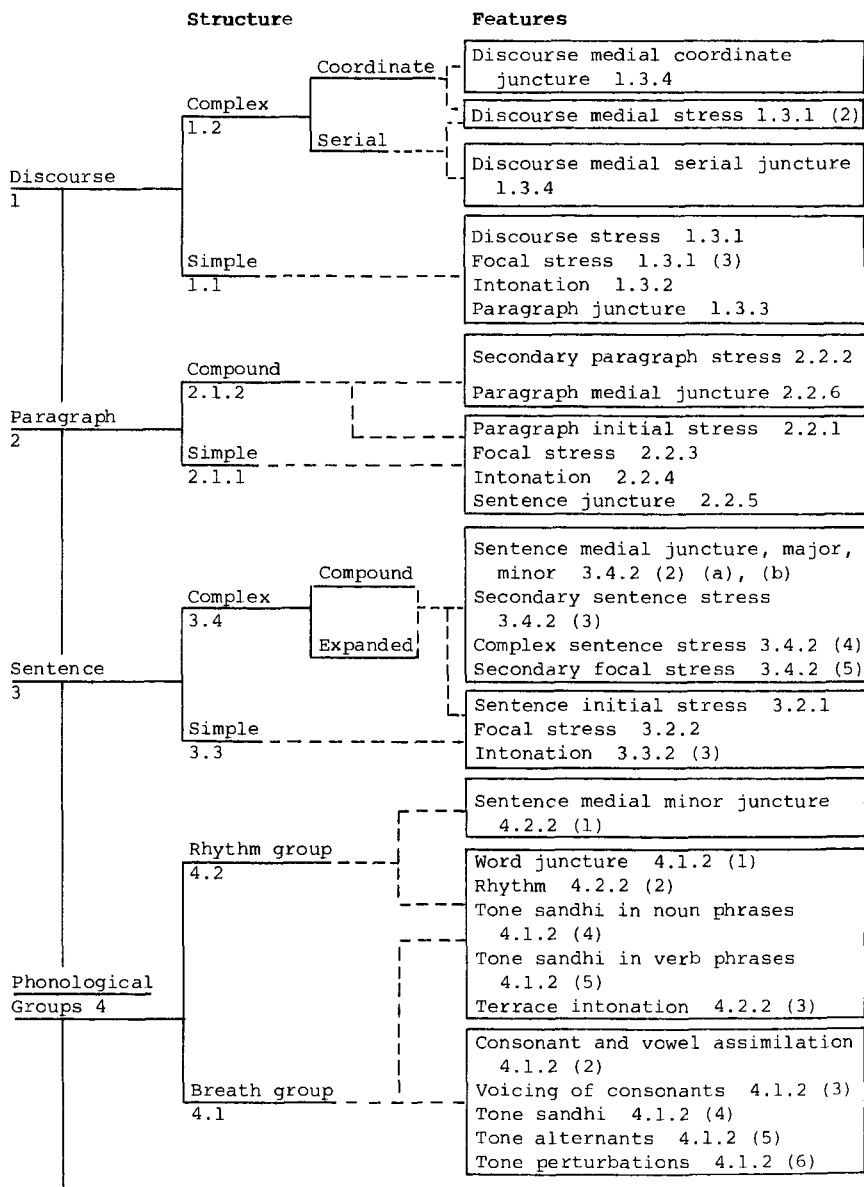 Structure Features
Coordinate
Discourse medial coordinate
juncture 1.3.4
Complex
1.2
Discourse medial stress 1.3.1 (2)
Serial
Discourse medial serial juncture
1.3.4
Discourse
1
Simple
1.1
Discourse stress 1.3.1
Focal stress 1.3.1 (3)
Intonation 1.3.2
Paragraph juncture 1.3.3
Compound
2.1.2
Secondary paragraph stress 2.2.2
Paragraph medial juncture 2.2.6
Paragraph
2
Simple
2.1.1
Paragraph initial stress 2.2.1
Focal stress 2.2.3
Intonation 2.2.4
Sentence juncture 2.2.5
Complex
3.4
Compound
Expanded
Sentence medial juncture, major,
minor 3.4.2 (2) (a), (b)
Secondary sentence stress
3.4.2 (3)
Complex sentence stress 3.4.2 (4)
Secondary focal stress 3.4.2 (5)
Sentence
3
Simple
3.3
Sentence initial stress 3.2.1
Focal stress 3.2.2
Intonation 3.3.2 (3)
Rhythm group
4.2
Sentence medial minor juncture
4.2.2 (1)
Word juncture 4.1.2 (1)
Rhythm 4.2.2 (2)
Tone sandhi in noun phrases
4.1.2 (4)
Tone sandhi in verb phrases
4.1.2 (5)
Terrace intonation 4.2.2 (3)
Phonological
Groups 4
Breath group
4.1
Consonant and vowel assimilation
4.1.2 (2)
Voicing of consonants 4.1.2 (3)
Tone sandhi 4.1.2 (4)
Tone alternants 4.1.2 (5)
Tone perturbations 4.1.2 (6)